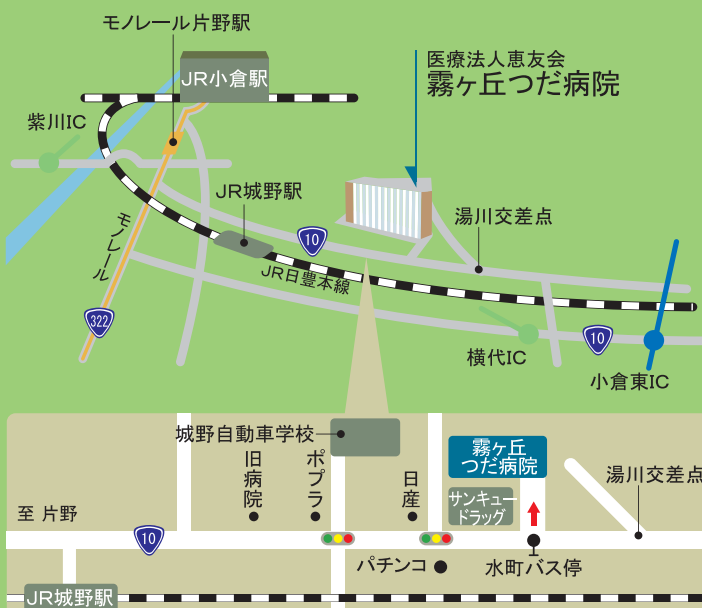 モノレール片野駅
JR小倉駅
医療法人恵友会
霧ヶ丘つだ病院
紫川IC
JR城野駅
湯川交差点
10
モノレール
JR日豊本線
322
横代IC
10
小倉東IC
城野自動車学校
旧病院
ポプラ
日産
霧ヶ丘
つだ病院
サンキュー
ドラッグ
湯川交差点
至 片野
10
パチンコ
水町バス停
JR城野駅